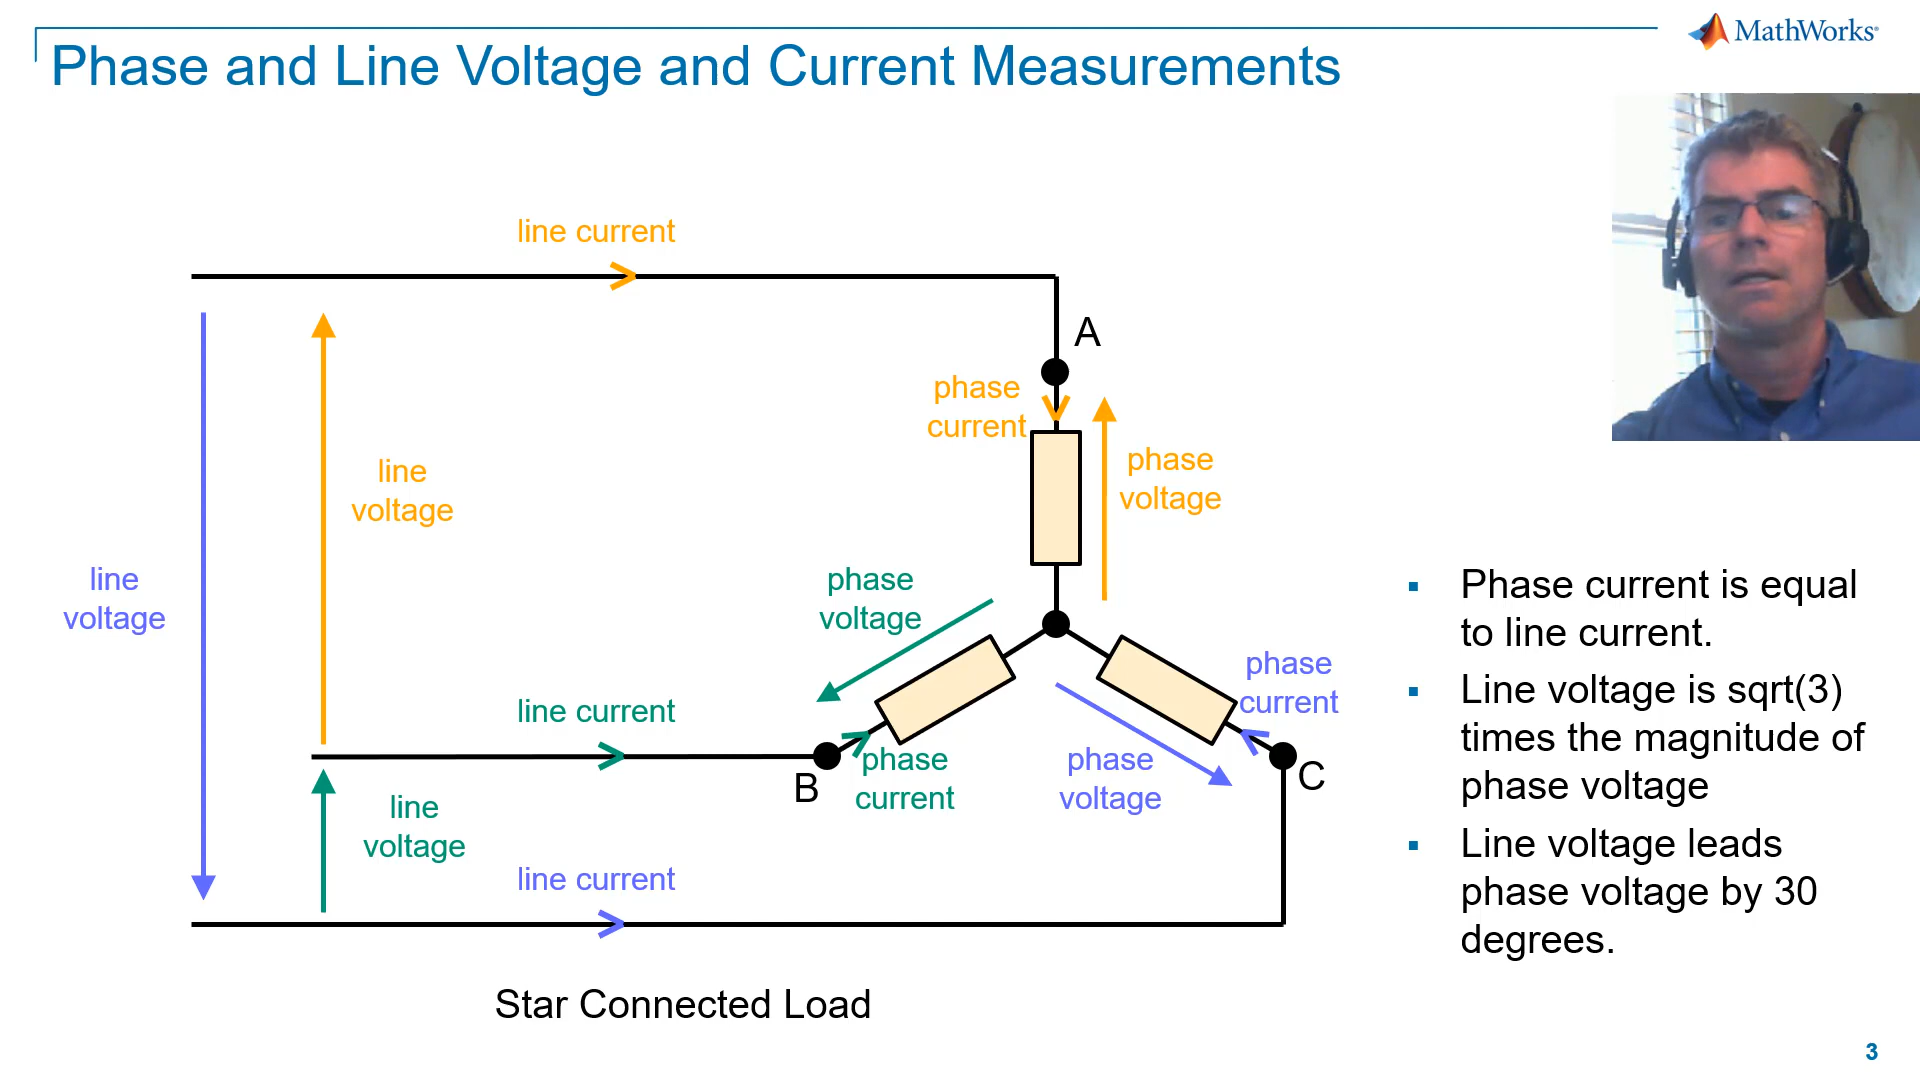 Phase and Line Voltage and Current Measurements
MathWorks®
line current
A
phase
current
phase
voltage
line
voltage
line
voltage
phase
voltage
line current
B
phase
current
phase
voltage
phase
current
C
line
voltage
line current
Star Connected Load
Phase current is equal
to line current.
Line voltage is sqrt(3)
times the magnitude of
phase voltage
Line voltage leads
phase voltage by 30
degrees.
3